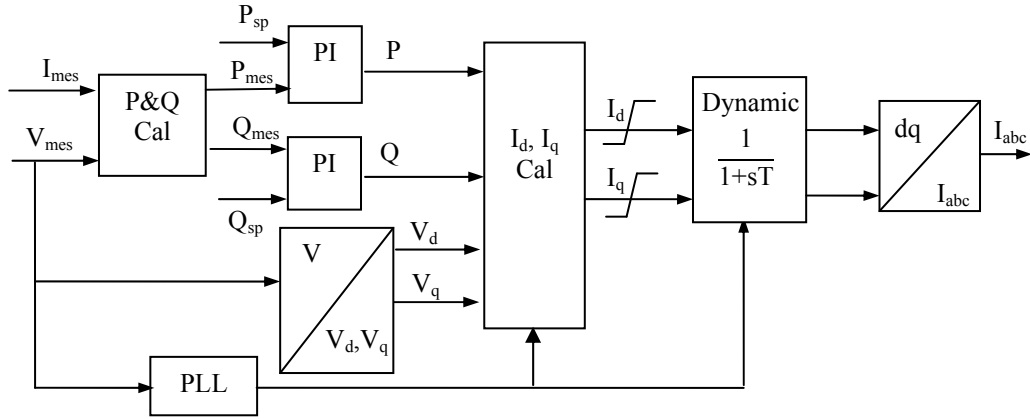 P_sp
PI
P
I_mes
P_mes
P&Q
Cal
V_mes
Q_mes
PI
Q
Q_sp
V
V_d,V_q
V_d
V_q
PLL
I_d, I_q
Cal
I_d
I_q
Dynamic
1
1+sT
dq
I_abc
I_abc